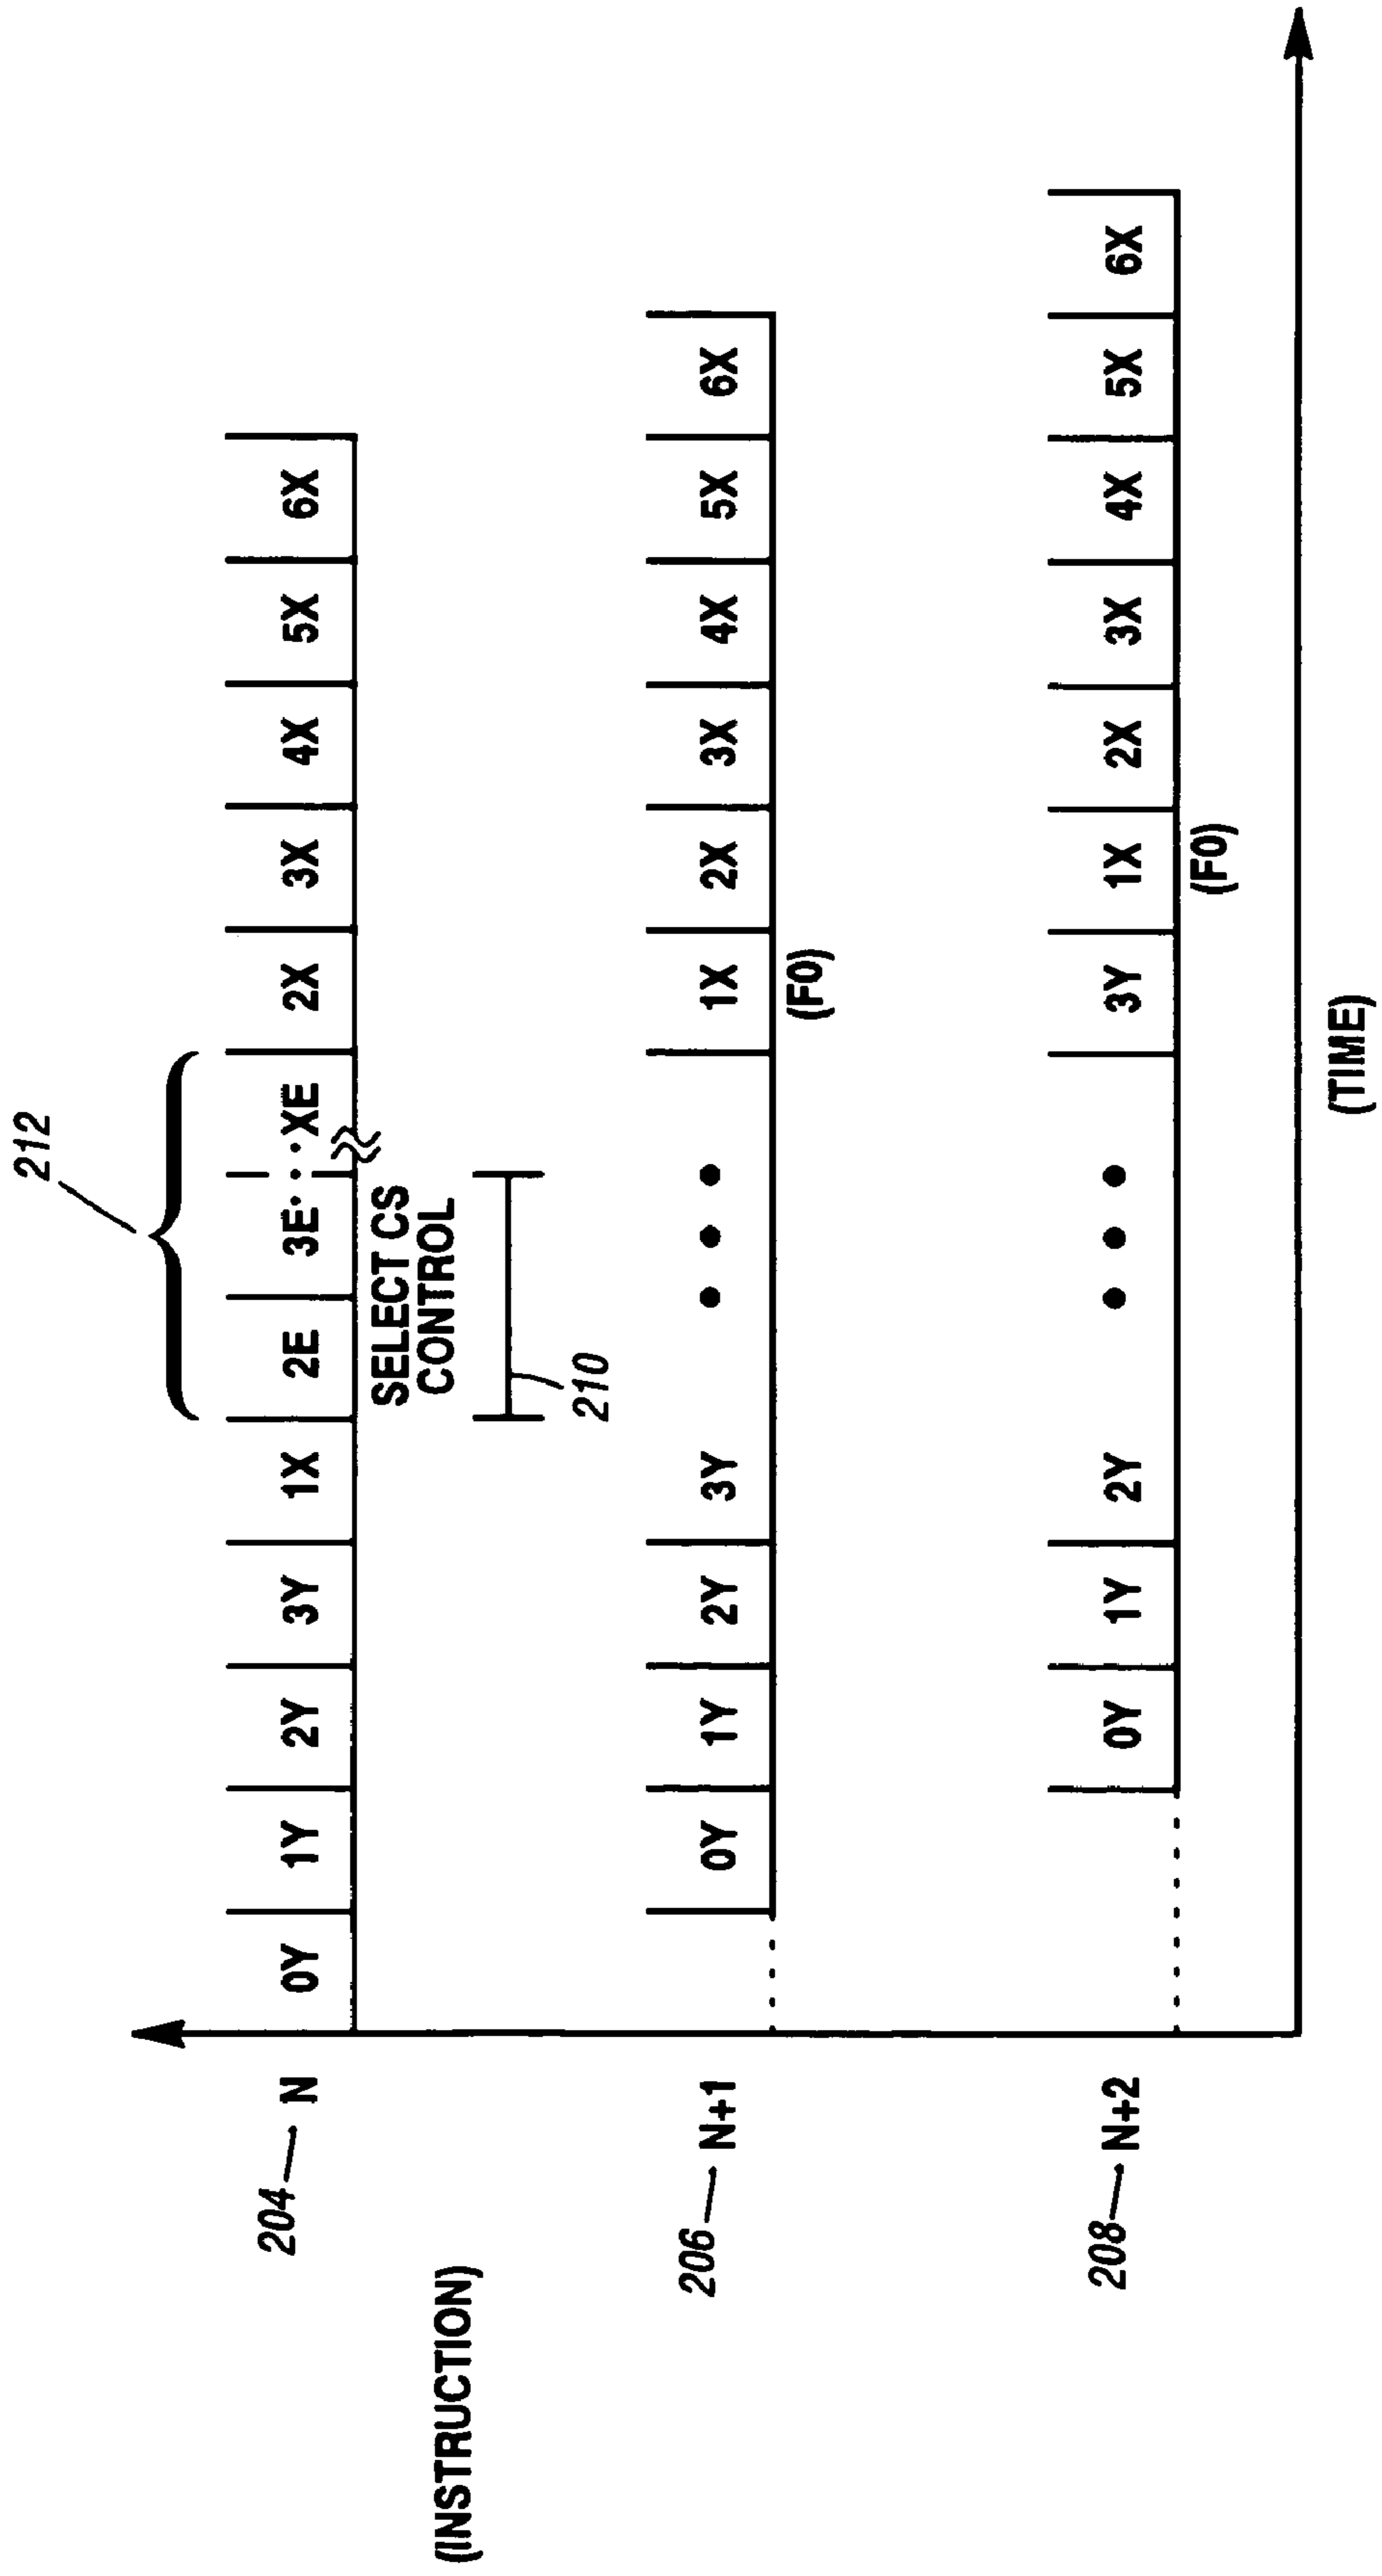 212
204 N 0Y 1Y 2Y 3Y 1X 2E 3E...XE 2X 3X 4X 5X 6X
SELECT CS
CONTROL
(INSTRUCTION)
210
206 N+1 0Y 1Y 2Y 3Y • • • 1X 2X 3X 4X 5X 6X
(F0)
208 N+2 0Y 1Y 2Y • • • 3Y 1X 2X 3X 4X 5X 6X
(F0)
(TIME)